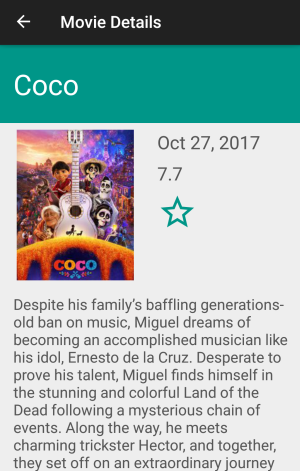 Movie Details
Coco
Oct 27, 2017
7.7
COCO
Despite his family's baffling generations-
old ban on music, Miguel dreams of
becoming an accomplished musician like
his idol, Ernesto de la Cruz. Desperate to
prove his talent, Miguel finds himself in
the stunning and colorful Land of the
Dead following a mysterious chain of
events. Along the way, he meets
charming trickster Hector, and together,
they set off on an extraordinary journey